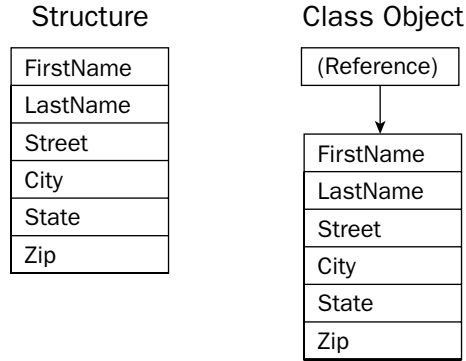 Structure
FirstName
LastName
Street
City
State
Zip
Class Object
(Reference)
FirstName
LastName
Street
City
State
Zip